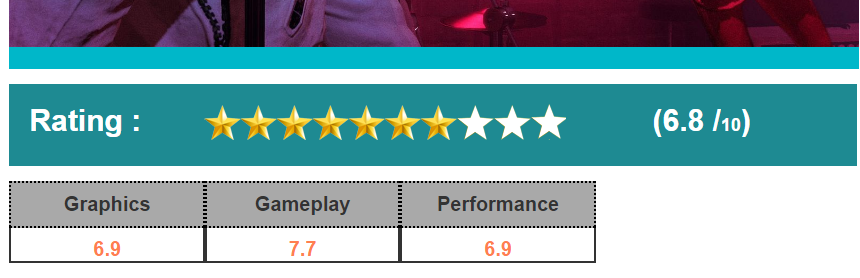 Rating : (6.8 /10)
Graphics Gameplay Performance
6.9 7.7 6.9